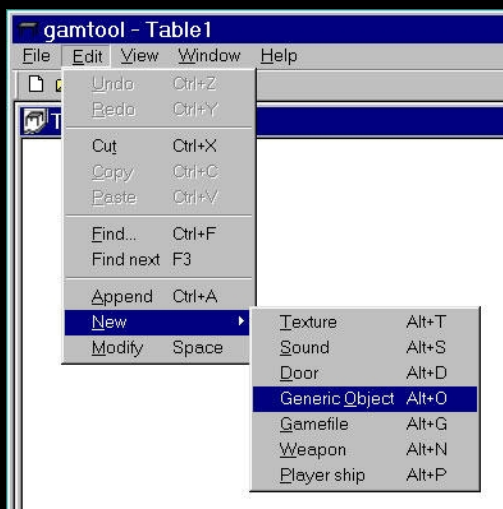 gamtool - Table1
File Edit View Window Help
T
Undo Ctrl+Z
Redo Ctrl+Y
Cut Ctrl+X
Copy Ctrl+C
Paste Ctrl+V
Find... Ctrl+F
Find next F3
Append Ctrl+A
New
Modify Space
Texture Alt+T
Sound Alt+S
Door Alt+D
Generic Object Alt+O
Gamefile Alt+G
Weapon Alt+N
Player ship Alt+P